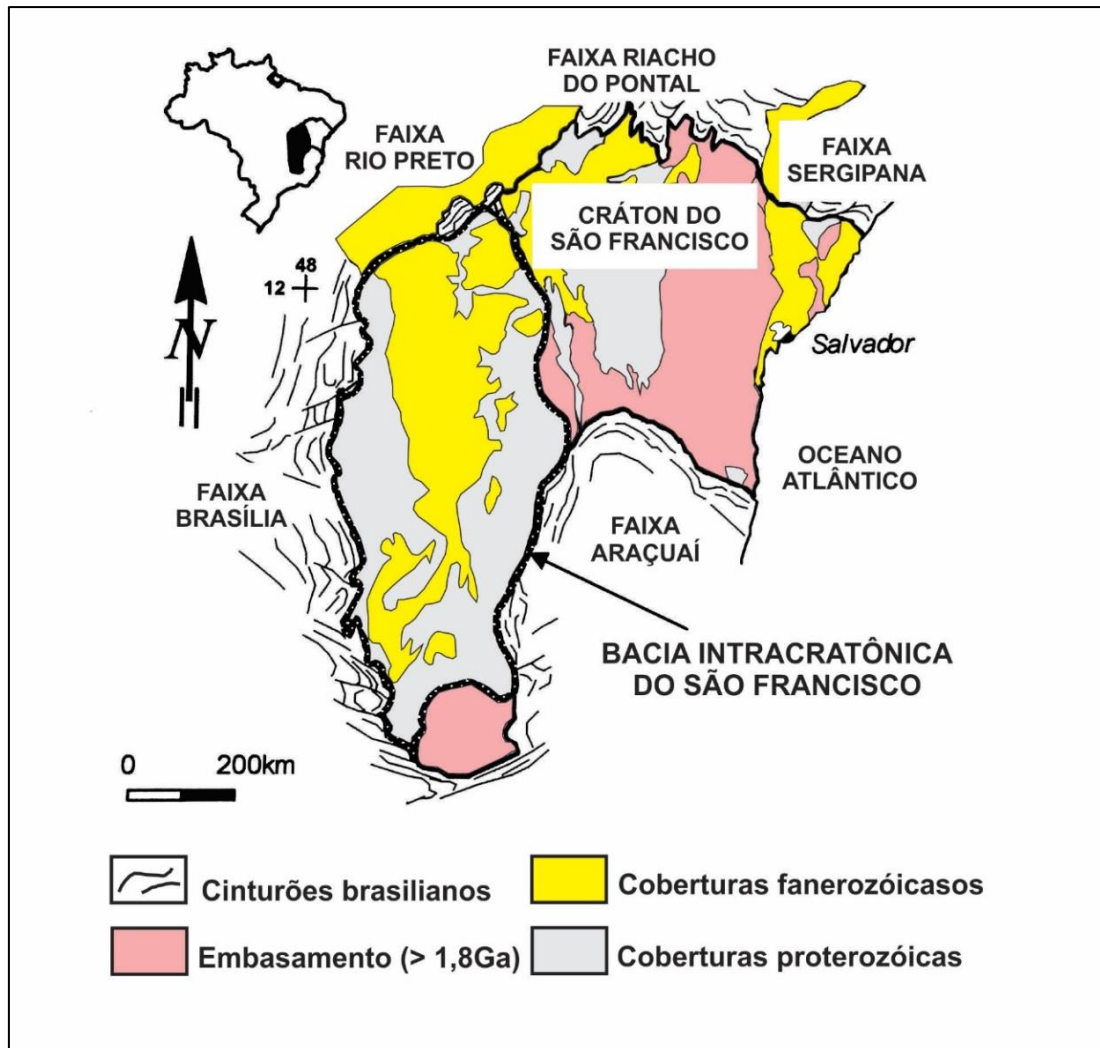 FAIXA RIACHO
DO PONTAL
FAIXA
RIO PRETO
FAIXA
SERGIPANA
CRÁTON DO
SÃO FRANCISCO
48
12
N
Salvador
OCEANO
ATLÂNTICO
FAIXA
BRASÍLIA
FAIXA
ARAÇUAÍ
BACIA INTRACRATÔNICA
DO SÃO FRANCISCO
0 200km
Cinturões brasilianos
Coberturas fanerozóicasos
Embasamento (> 1,8Ga)
Coberturas proterozóicas